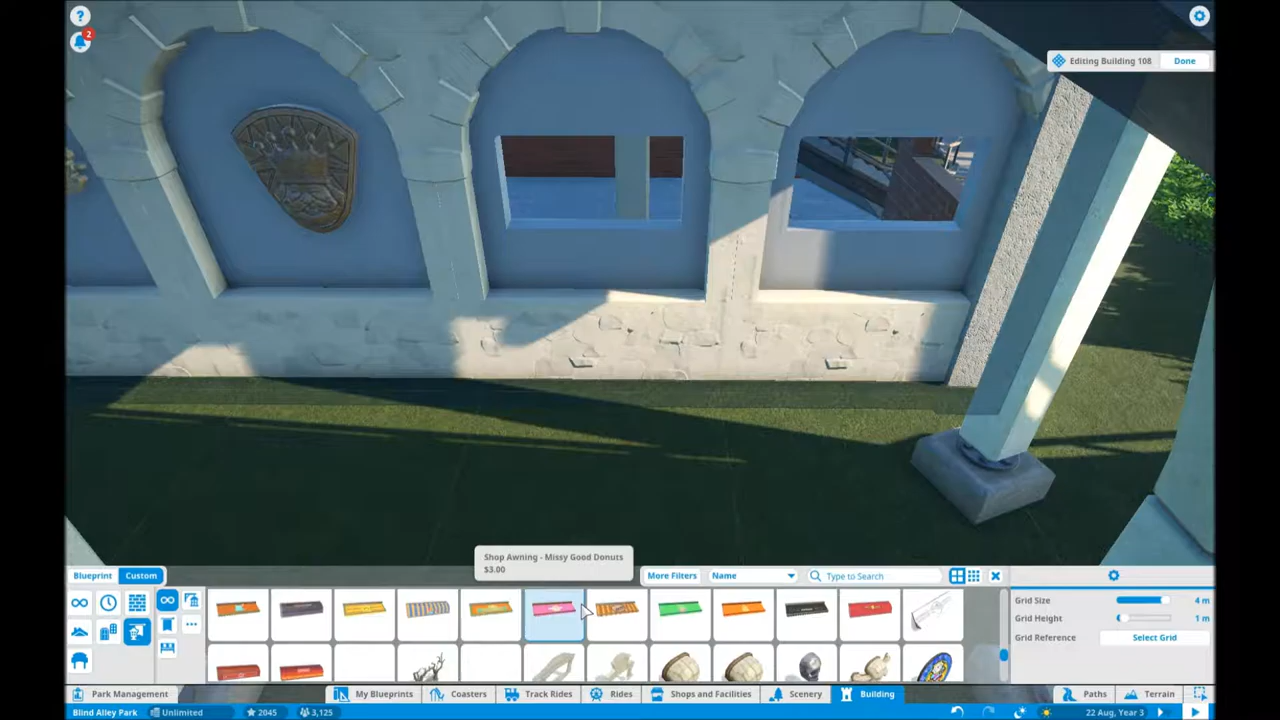 ?
2
Editing Building 108
Done
Shop Awning - Missy Good Donuts
$3.00
Blueprint
Custom
More Filters
Name
Type to Search
Grid Size
4 m
Grid Height
1 m
Grid Reference
Select Grid
Park Management
My Blueprints
Coasters
Track Rides
Rides
Shops and Facilities
Scenery
Building
Paths
Terrain
Blind Alley Park
Unlimited
2045
3,125
22 Aug, Year 3